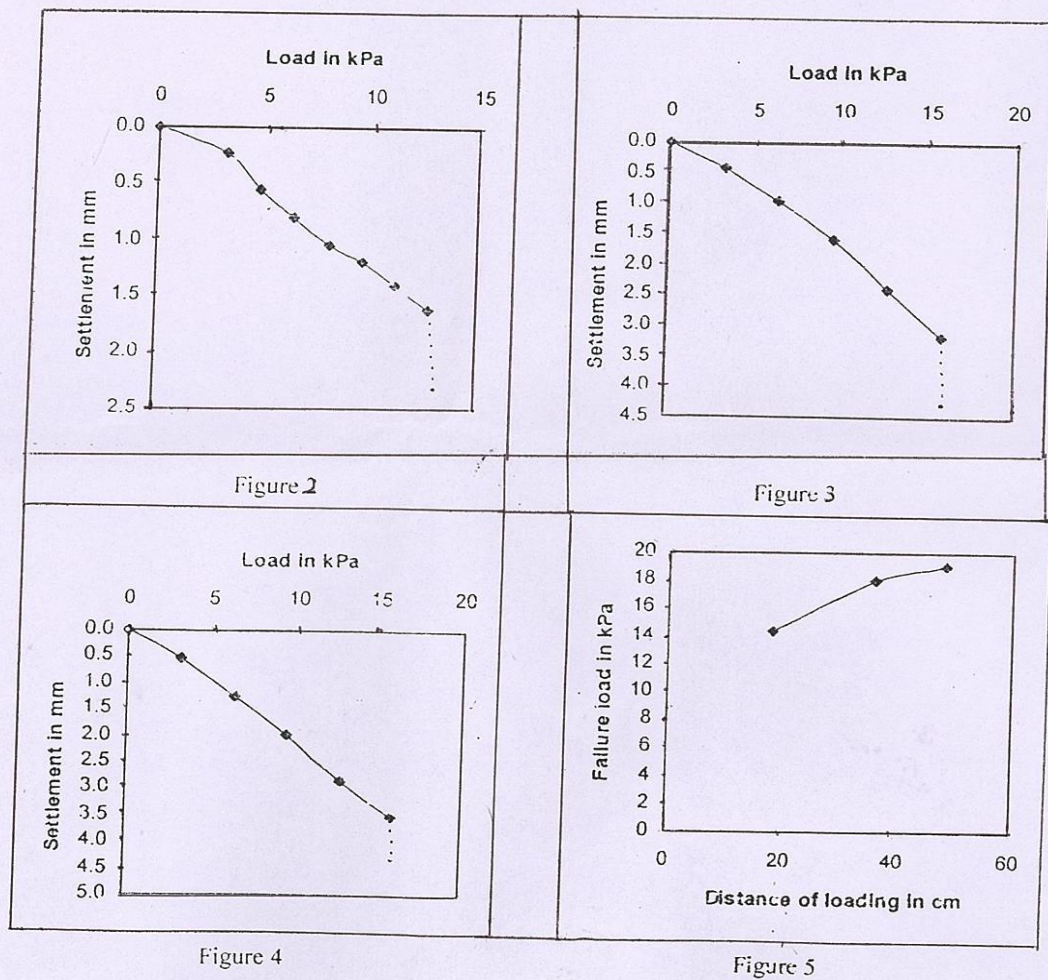 Load in kPa
0 5 10 15
0.0
0.5
1.0
1.5
2.0
2.5
Settlement in mm
Figure 2
Load in kPa
0 5 10 15 20
0.0
0.5
1.0
1.5
2.0
2.5
3.0
3.5
4.0
4.5
Settlement in mm
Figure 3
Load in kPa
0 5 10 15 20
0.0
0.5
1.0
1.5
2.0
2.5
3.0
3.5
4.0
4.5
5.0
Settlement in mm
Figure 4
20
18
16
14
12
10
8
6
4
2
0
Failure load in kPa
0 20 40 60
Distance of loading in cm
Figure 5